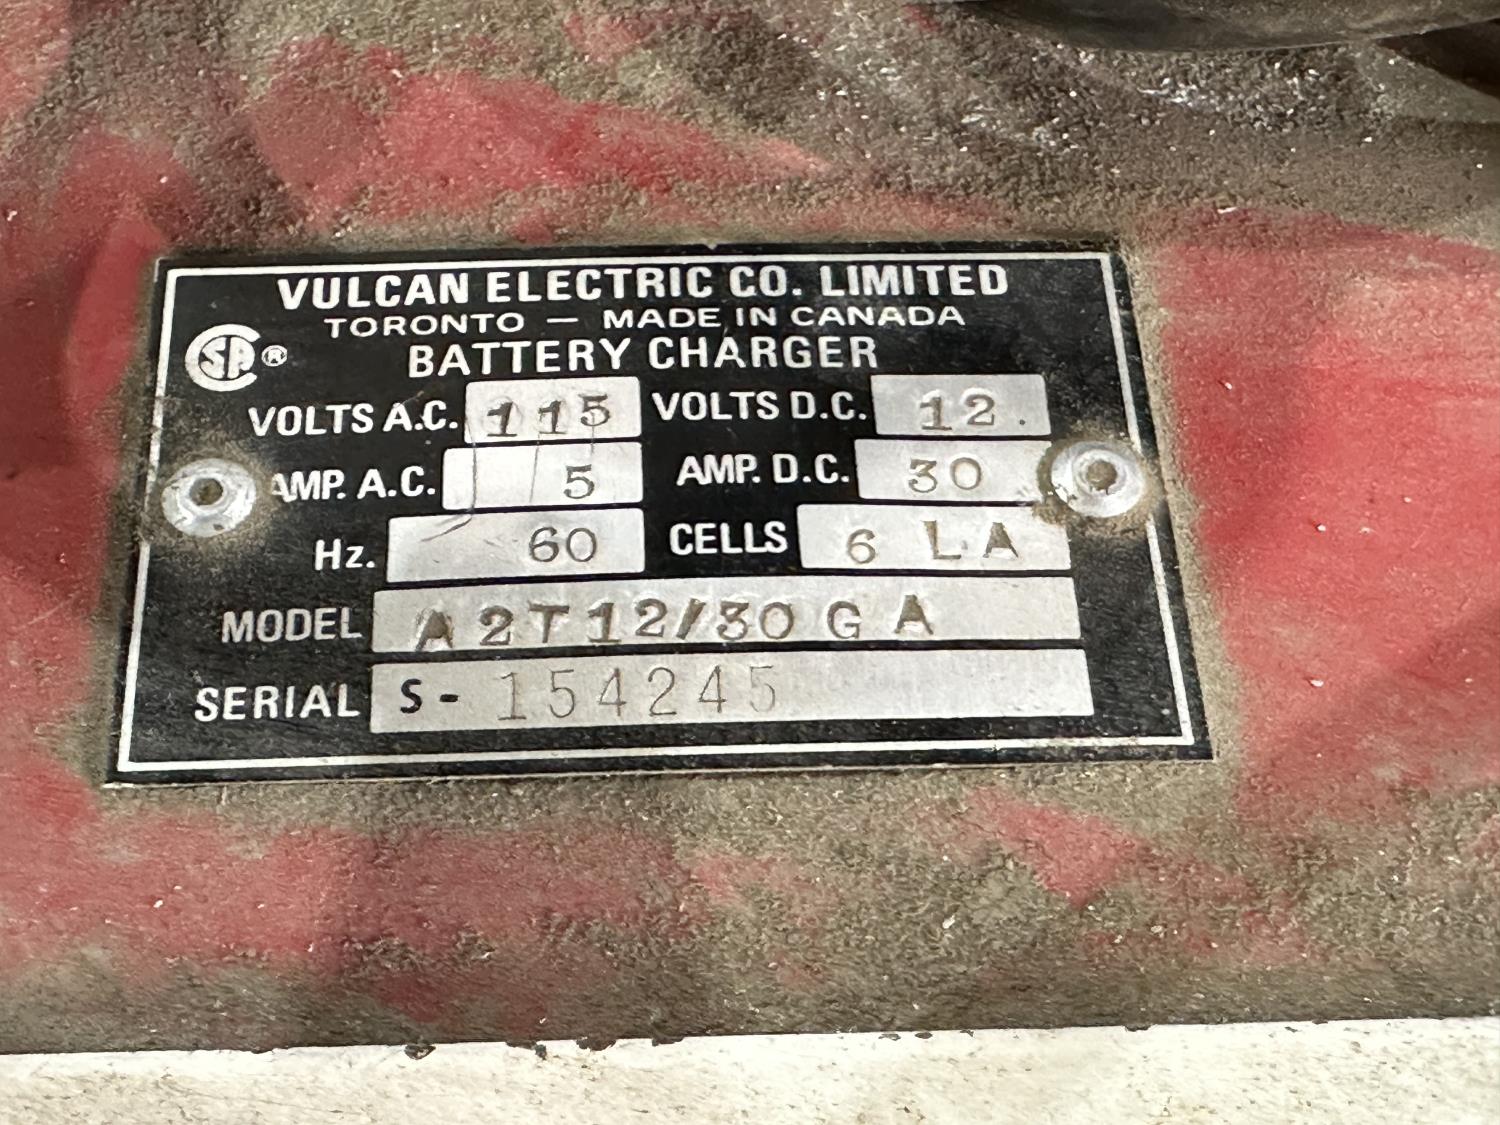 VULCAN ELECTRIC CO. LIMITED
TORONTO — MADE IN CANADA
CSA ® BATTERY CHARGER
VOLTS A.C. 115 VOLTS D.C. 12.
AMP. A.C. 5 AMP. D.C. 30
Hz. 60 CELLS 6 LA
MODEL A2T12/30GA
SERIAL S- 154245